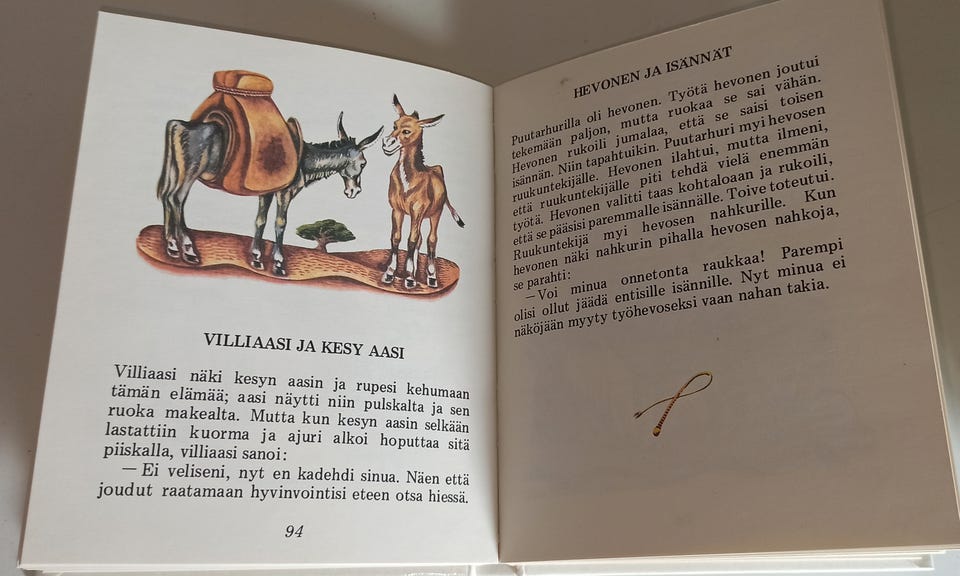 VILLIAASI JA KESY AASI
Villiaasi näki kesyn aasin ja rupesi kehumaan
tämän elämää; aasi näytti niin pulskalta ja sen
ruoka makealta. Mutta kun kesyn aasin selkään
lastattiin kuorma ja ajuri alkoi hoputtaa sitä
piiskalla, villiaasi sanoi:
— Ei veliseni, nyt en kadehdi sinua. Näen että
joudut raatamaan hyvinvointisi eteen otsa hiessä.
94
HEVONEN JA ISÄNNÄT
Puutarhurilla oli hevonen. Työtä hevonen joutui
tekemään paljon, mutta ruokaa se sai vähän.
Hevonen rukoili jumalaa, että se saisi toisen
isännän. Niin tapahtuikin. Puutarhuri myi hevosen
ruukuntekijälle. Hevonen ilahtui, mutta ilmeni,
että ruukuntekijälle piti tehdä vielä enemmän
työtä. Hevonen valitti taas kohtaloaan ja rukoili,
että se pääsisi paremmalle isännälle. Toive toteutui.
Ruukuntekijä myi hevosen nahkurille. Kun
hevonen näki nahkurin pihalla hevosen nahkoja,
se parahti:
— Voi minua onnetonta raukkaa! Parempi
olisi ollut jäädä entisille isännille. Nyt minua ei
näköjään myyty työhevoseksi vaan nahan takia.